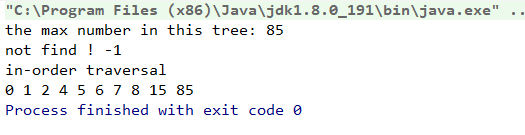 "C:\Program Files (x86)\Java\jdk1.8.0_191\bin\java.exe" ..
the max number in this tree: 85
not find ! -1
in-order traversal
0 1 2 4 5 6 7 8 15 85
Process finished with exit code 0